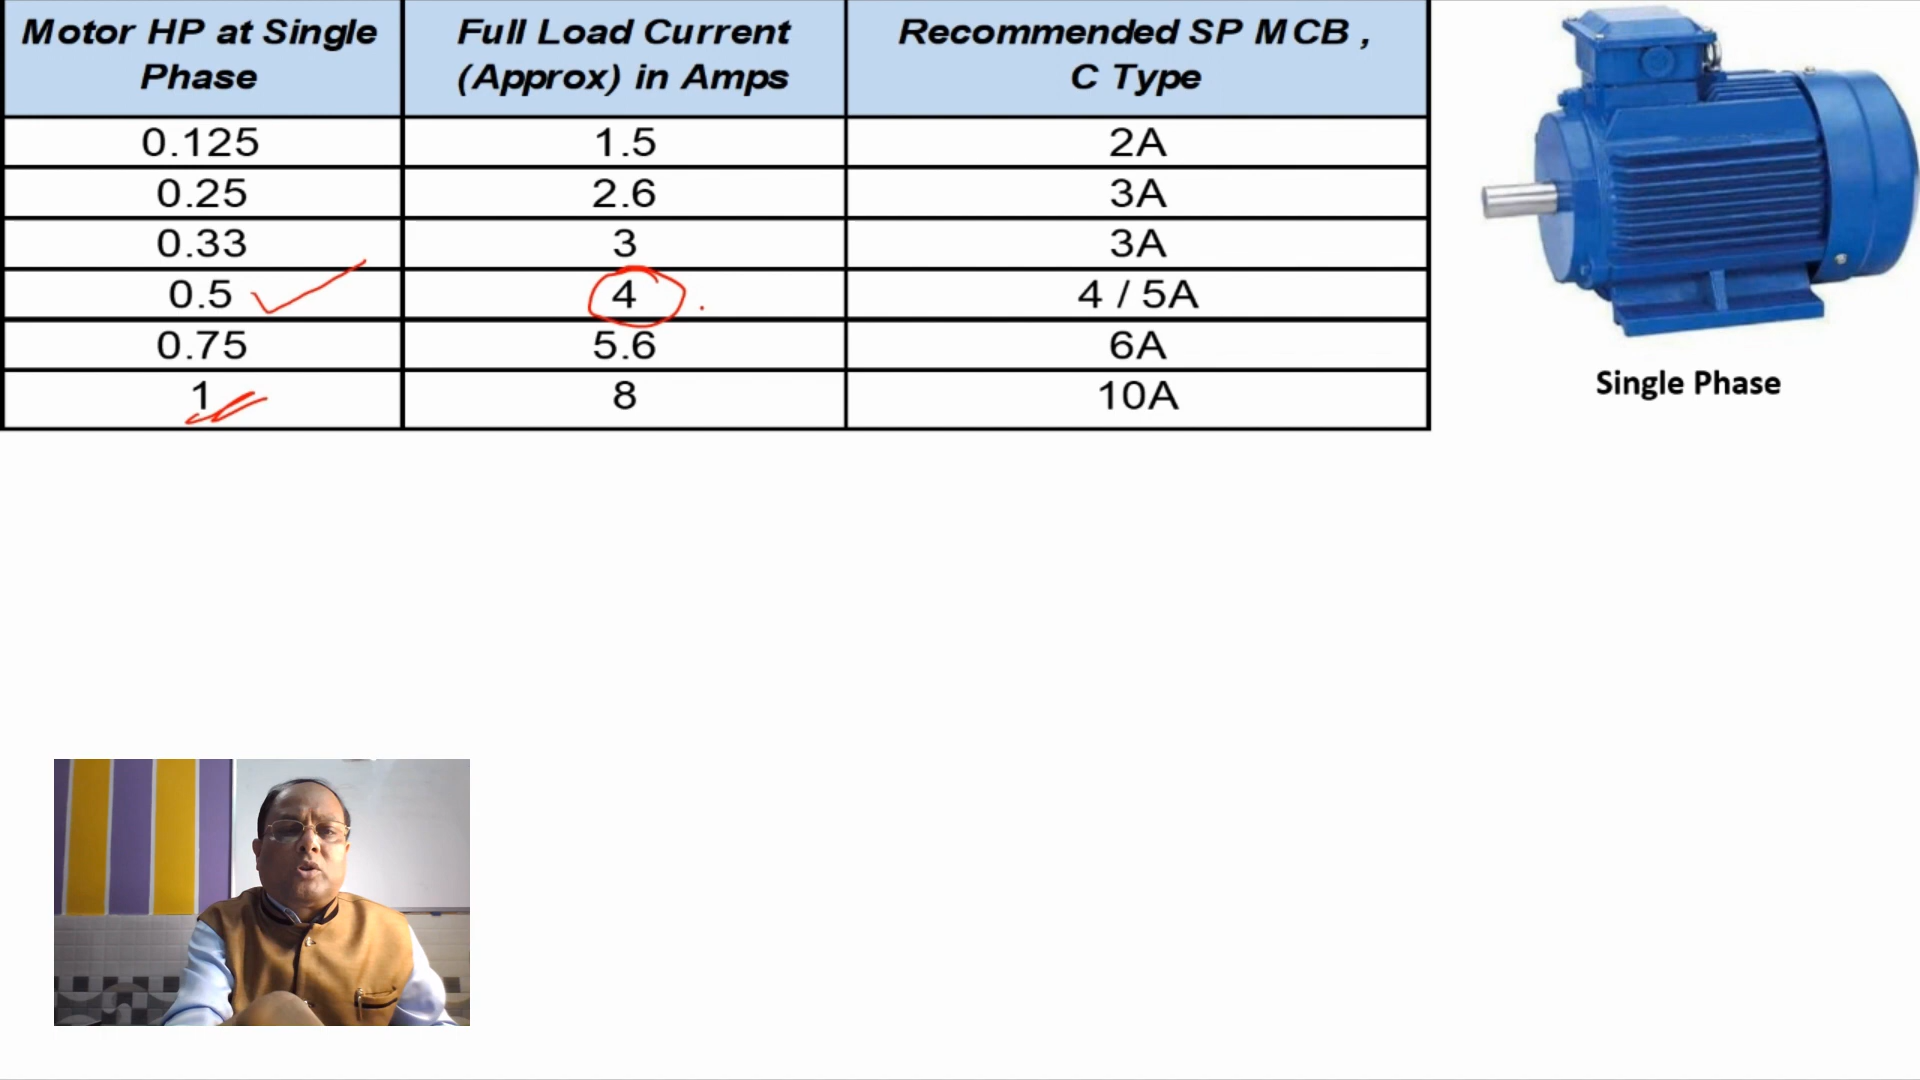 Motor HP at Single Phase
Full Load Current (Approx) in Amps
Recommended SP MCB , C Type
0.125 1.5 2A
0.25 2.6 3A
0.33 3 3A
0.5 4 4 / 5A
0.75 5.6 6A
1 8 10A
Single Phase